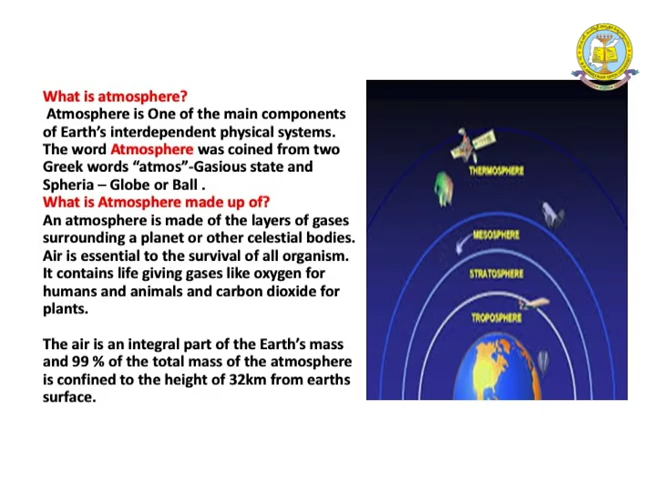 What is atmosphere?
Atmosphere is One of the main components
of Earth's interdependent physical systems.
The word Atmosphere was coined from two
Greek words “atmos”-Gasious state and
Spheria – Globe or Ball .
What is Atmosphere made up of?
An atmosphere is made of the layers of gases
surrounding a planet or other celestial bodies.
Air is essential to the survival of all organism.
It contains life giving gases like oxygen for
humans and animals and carbon dioxide for
plants.
The air is an integral part of the Earth's mass
and 99 % of the total mass of the atmosphere
is confined to the height of 32km from earths
surface.
THERMOSPHERE
MESOSPHERE
STRATOSPHERE
TROPOSPHERE